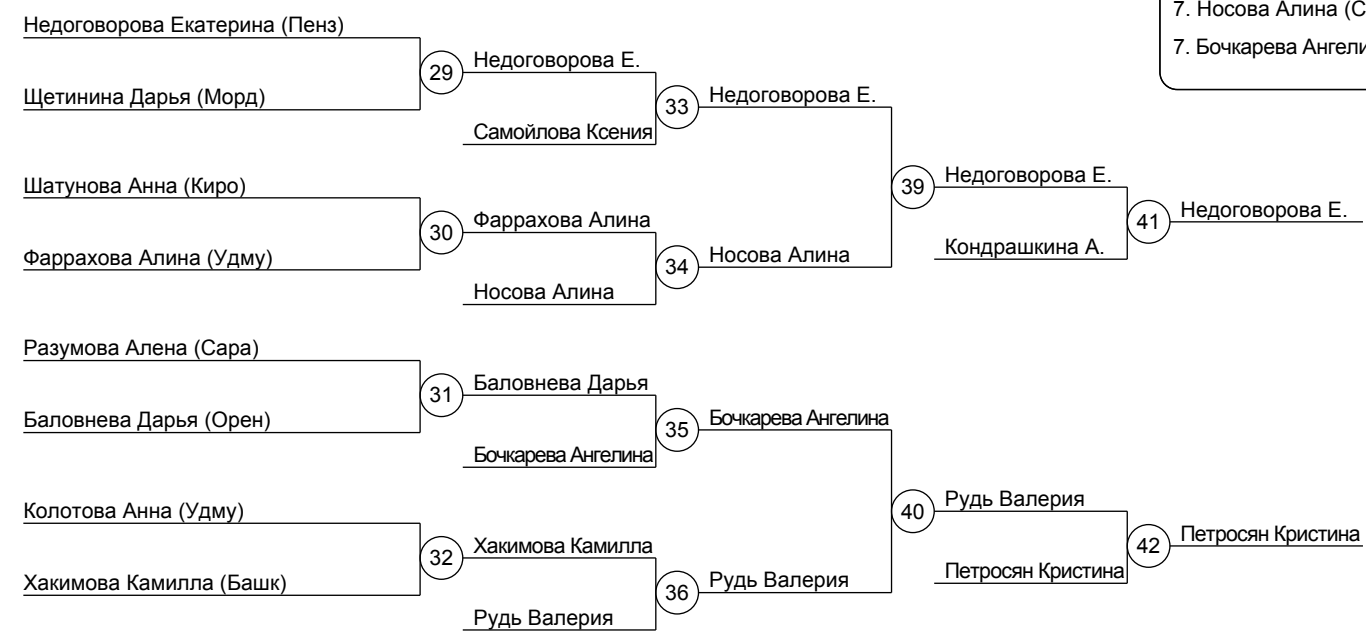 7. Носова Алина (С
7. Бочкарева Ангели
Недоговорова Екатерина (Пенз)
29
Недоговорова Е.
Щетинина Дарья (Морд)
33
Недоговорова Е.
Самойлова Ксения
Шатунова Анна (Киро)
39
Недоговорова Е.
30
Фаррахова Алина
41
Недоговорова Е.
Фаррахова Алина (Удму)
34
Носова Алина
Кондрашкина А.
Носова Алина
Разумова Алена (Сара)
31
Баловнева Дарья
Баловнева Дарья (Орен)
35
Бочкарева Ангелина
Бочкарева Ангелина
Колотова Анна (Удму)
40
Рудь Валерия
32
Хакимова Камилла
42
Петросян Кристина
Хакимова Камилла (Башк)
36
Рудь Валерия
Петросян Кристина
Рудь Валерия